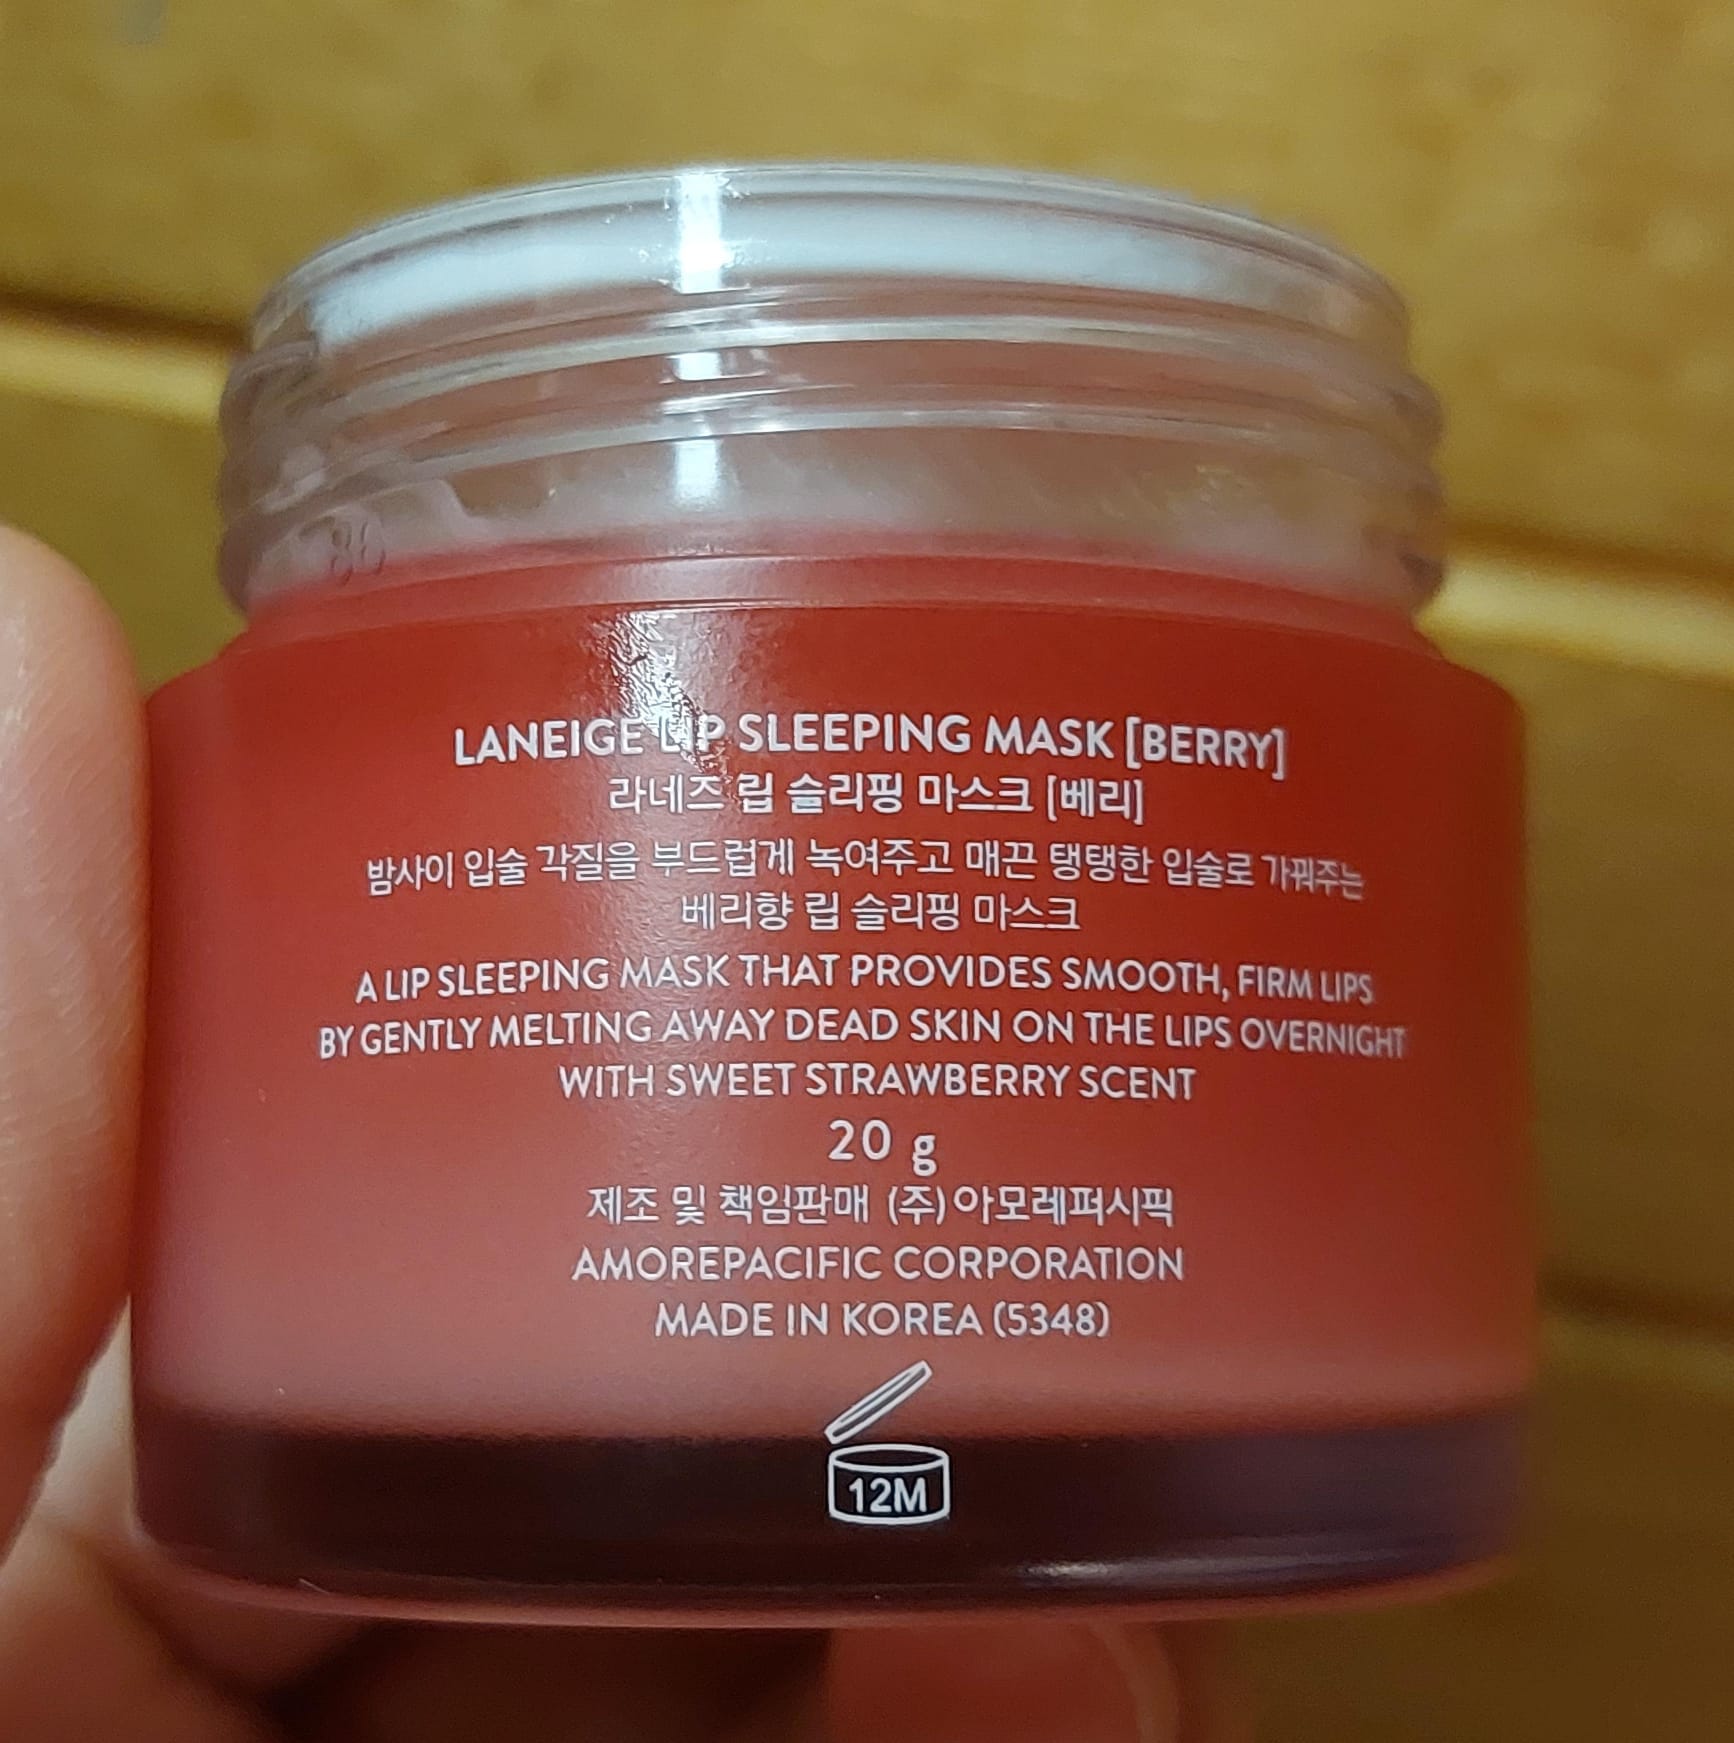 LANEIGE LIP SLEEPING MASK [BERRY]
라네즈 립 슬리핑 마스크 [베리]
밤사이 입술 각질을 부드럽게 녹여주고 매끈 탱탱한 입술로 가꿔주는
베리향 립 슬리핑 마스크
A LIP SLEEPING MASK THAT PROVIDES SMOOTH, FIRM LIPS
BY GENTLY MELTING AWAY DEAD SKIN ON THE LIPS OVERNIGHT
WITH SWEET STRAWBERRY SCENT
20 g
제조 및 책임판매 (주)아모레퍼시픽
AMOREPACIFIC CORPORATION
MADE IN KOREA (5348)
12M